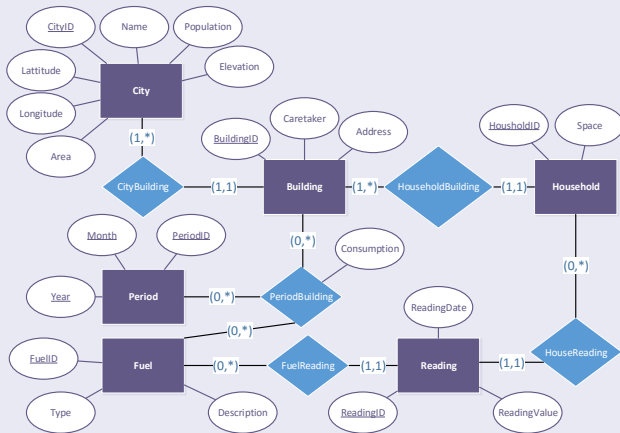 CityID
Name
Population
Lattitude
City
Elevation
Longitude
Area
(1,*)
CityBuilding
(1,1)
BuildingID
Caretaker
Address
Building
(1,*)
HouseholdBuilding
(1,1)
HousholdID
Space
Household
(0,*)
(0,*)
Month
PeriodID
Year
Period
(0,*)
PeriodBuilding
Consumption
(0,*)
FuelID
Fuel
(0,*)
FuelReading
(1,1)
Type
Description
ReadingDate
Reading
(1,1)
HouseReading
ReadingID
ReadingValue